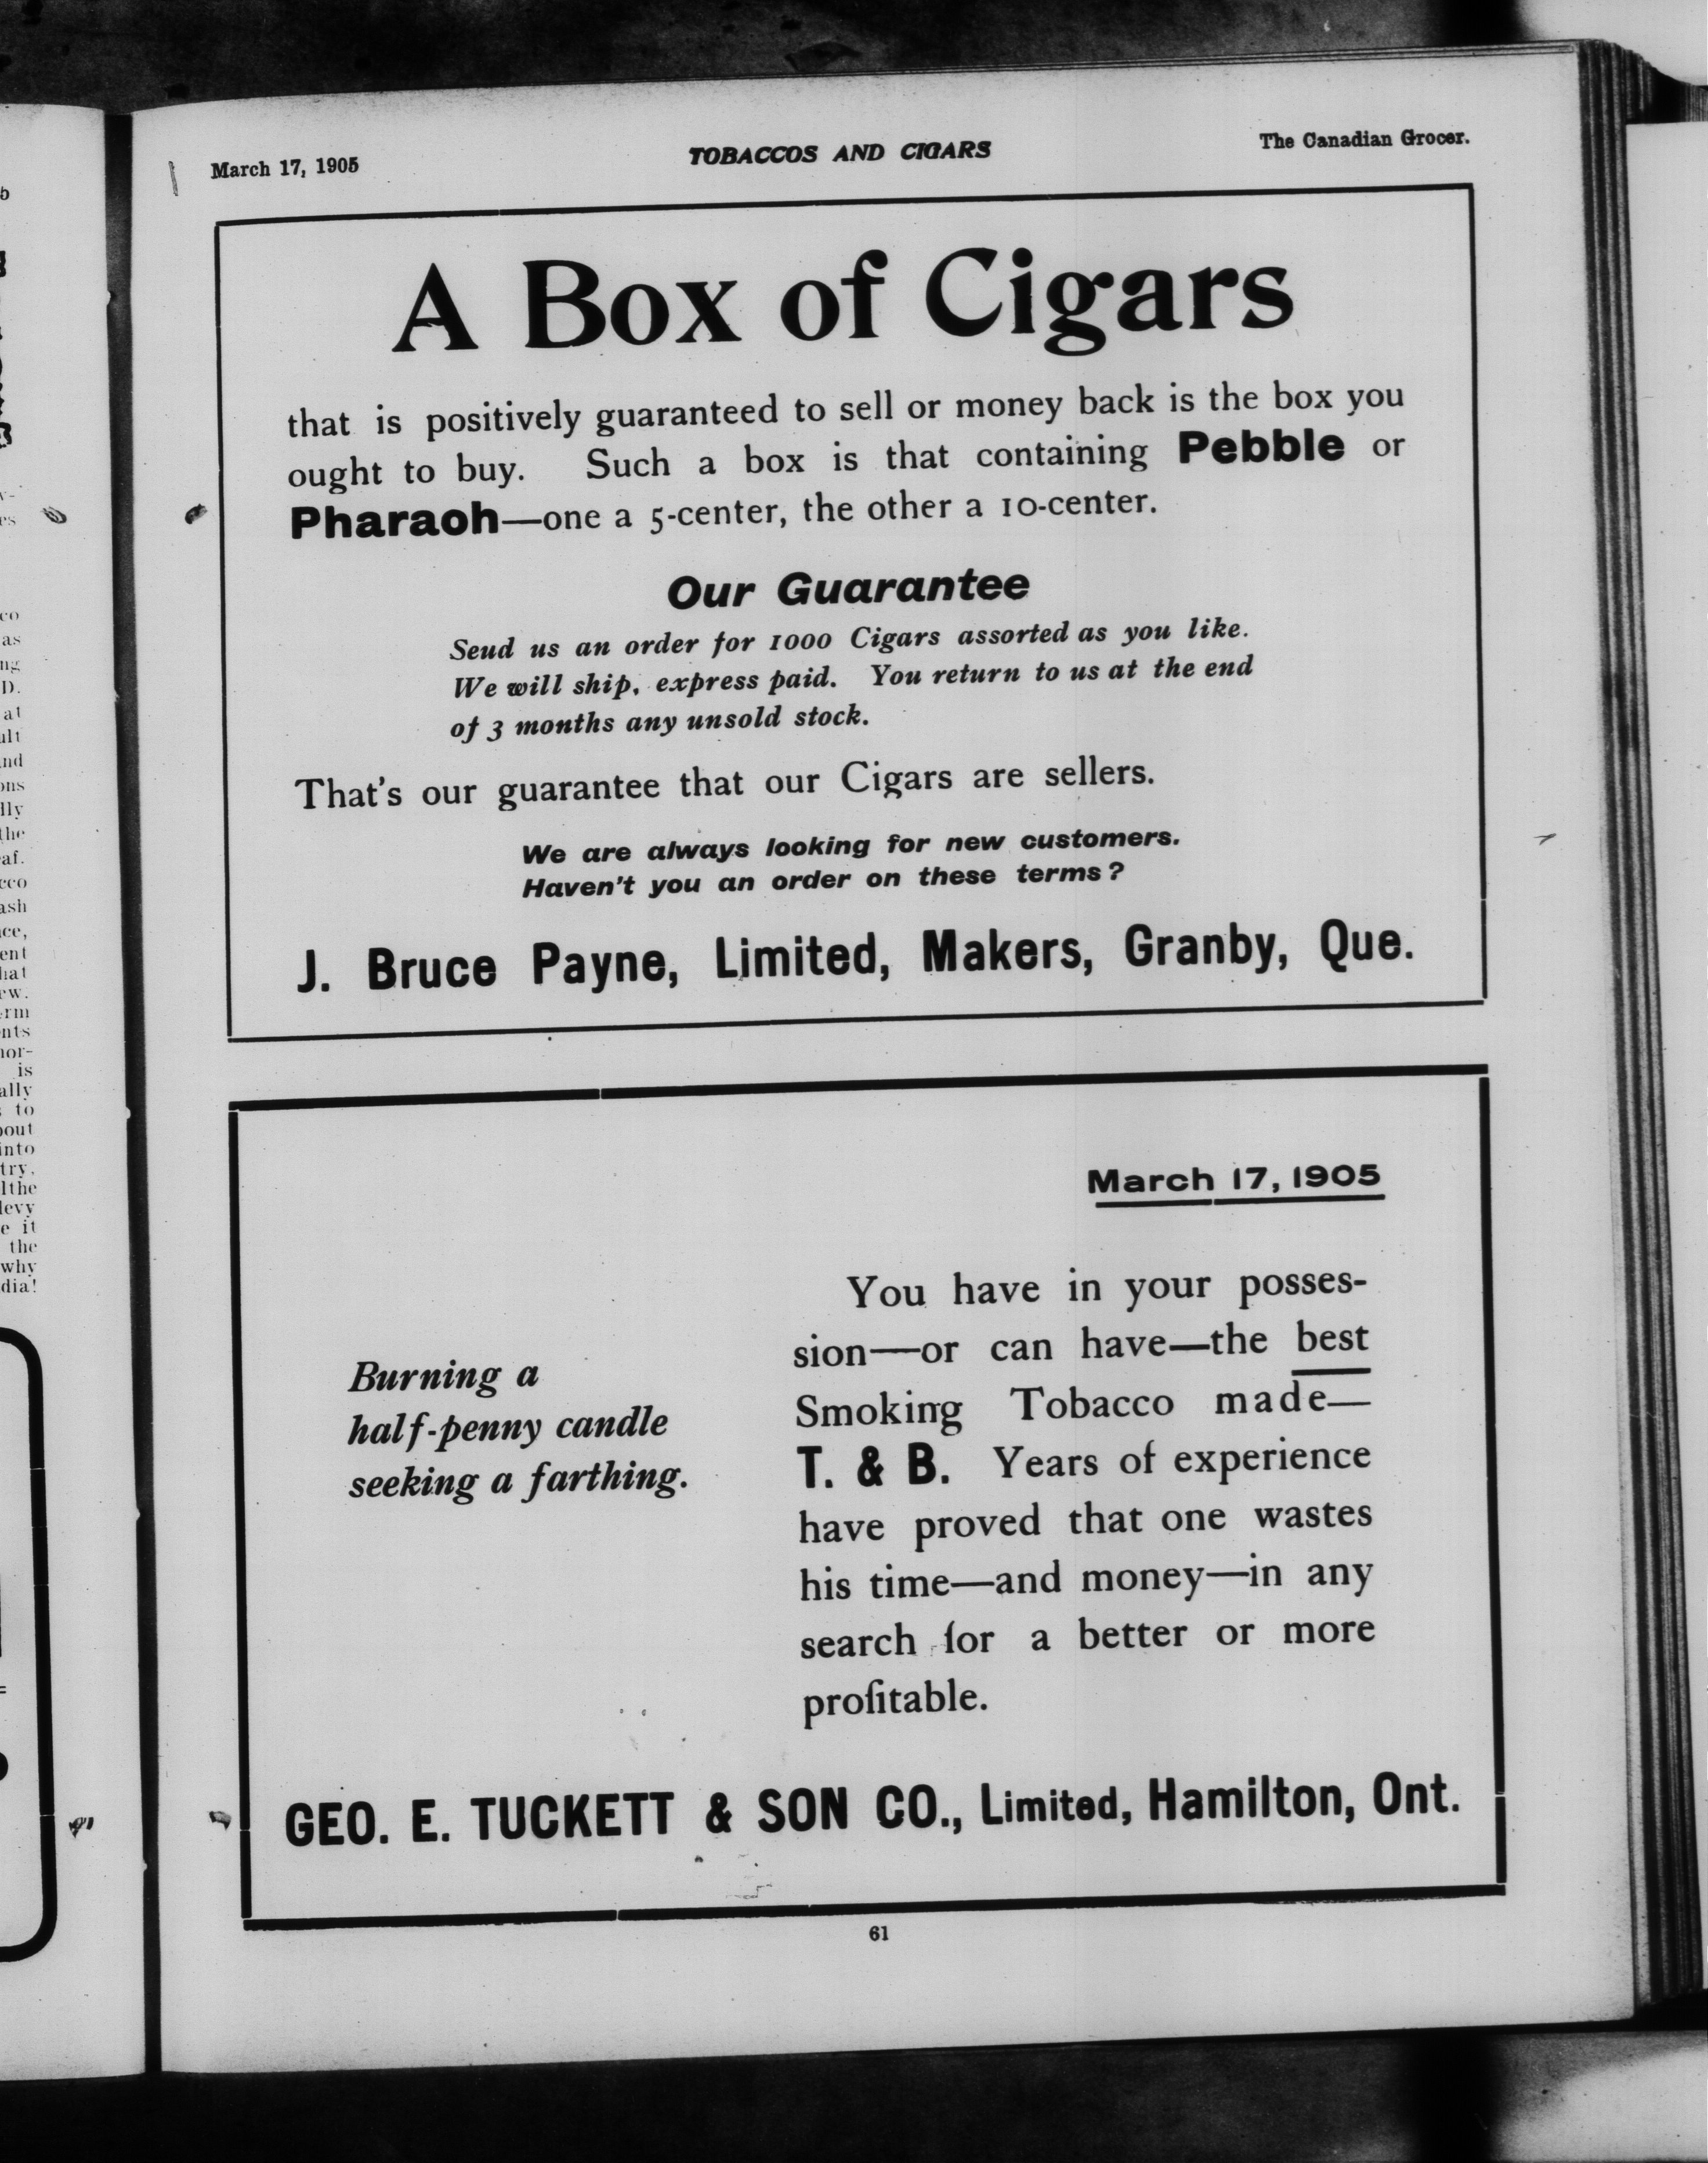 March 17, 1905
TOBACCOS AND CIGARS
The Canadian Grocer.
A Box of Cigars
that is positively guaranteed to sell or money back is the box you
ought to buy. Such a box is that containing Pebble or
Pharaoh—one a 5-center, the other a 10-center.
Our Guarantee
Send us an order for 1000 Cigars assorted as you like.
We will ship, express paid. You return to us at the end
of 3 months any unsold stock.
That's our guarantee that our Cigars are sellers.
We are always looking for new customers.
Haven't you an order on these terms?
J. Bruce Payne, Limited, Makers, Granby, Que.
March 17, 1905
Burning a
half-penny candle
seeking a farthing.
You have in your posses-
sion—or can have—the best
Smoking Tobacco made—
T. & B. Years of experience
have proved that one wastes
his time—and money—in any
search for a better or more
profitable.
GEO. E. TUCKETT & SON CO., Limited, Hamilton, Ont.
61